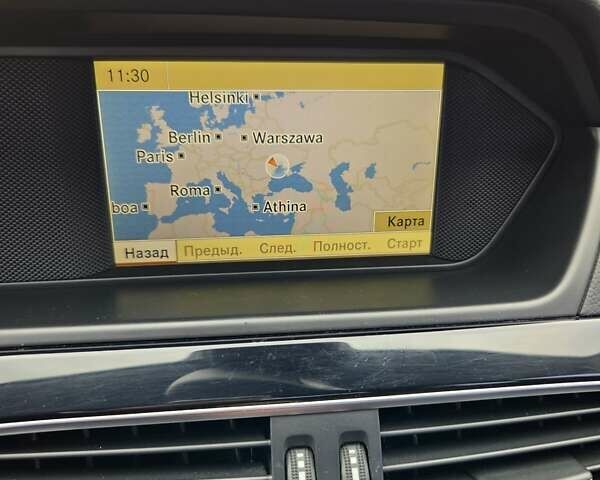 11:30
Helsinki
Berlin Warszawa
Paris
Roma
boa Athina
Карта
Назад Предыд. След. Полност. Старт